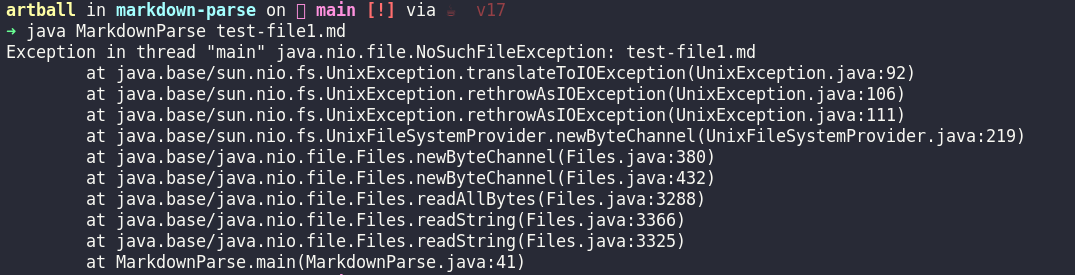 artball in markdown-parse on main [!] via v17
➜ java MarkdownParse test-file1.md
Exception in thread "main" java.nio.file.NoSuchFileException: test-file1.md
at java.base/sun.nio.fs.UnixException.translateToIOException(UnixException.java:92)
at java.base/sun.nio.fs.UnixException.rethrowAsIOException(UnixException.java:106)
at java.base/sun.nio.fs.UnixException.rethrowAsIOException(UnixException.java:111)
at java.base/sun.nio.fs.UnixFileSystemProvider.newByteChannel(UnixFileSystemProvider.java:219)
at java.base/java.nio.file.Files.newByteChannel(Files.java:380)
at java.base/java.nio.file.Files.newByteChannel(Files.java:432)
at java.base/java.nio.file.Files.readAllBytes(Files.java:3288)
at java.base/java.nio.file.Files.readString(Files.java:3366)
at java.base/java.nio.file.Files.readString(Files.java:3325)
at MarkdownParse.main(MarkdownParse.java:41)